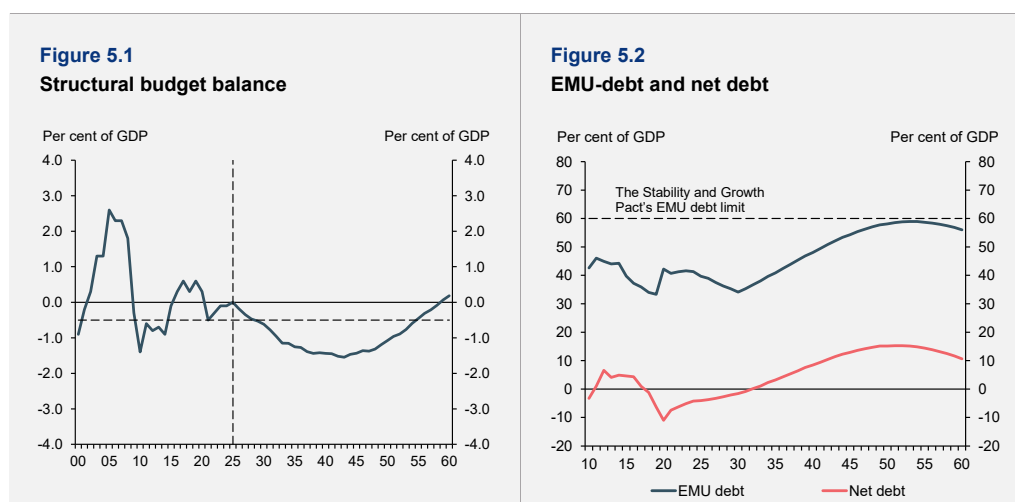 Figure 5.1
Structural budget balance
Per cent of GDP
Per cent of GDP
4.0
4.0
3.0
3.0
2.0
2.0
1.0
1.0
0.0
0.0
-1.0
-1.0
-2.0
-2.0
-3.0
-3.0
-4.0
-4.0
00 05 10 15 20 25 30 35 40 45 50 55 60
Figure 5.2
EMU-debt and net debt
Per cent of GDP
Per cent of GDP
80
80
70
70
The Stability and Growth
Pact's EMU debt limit
60
60
50
50
40
40
30
30
20
20
10
10
0
0
-10
-10
-20
-20
10 15 20 25 30 35 40 45 50 55 60
EMU debt
Net debt